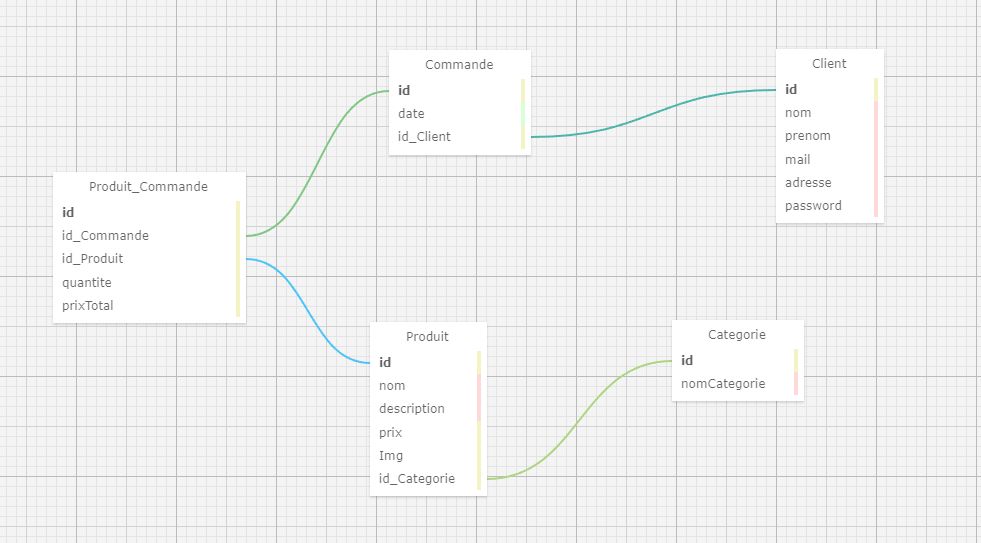 Commande
id
date
id_Client
Client
id
nom
prenom
mail
adresse
password
Produit_Commande
id
id_Commande
id_Produit
quantite
prixTotal
Produit
id
nom
description
prix
Img
id_Categorie
Categorie
id
nomCategorie